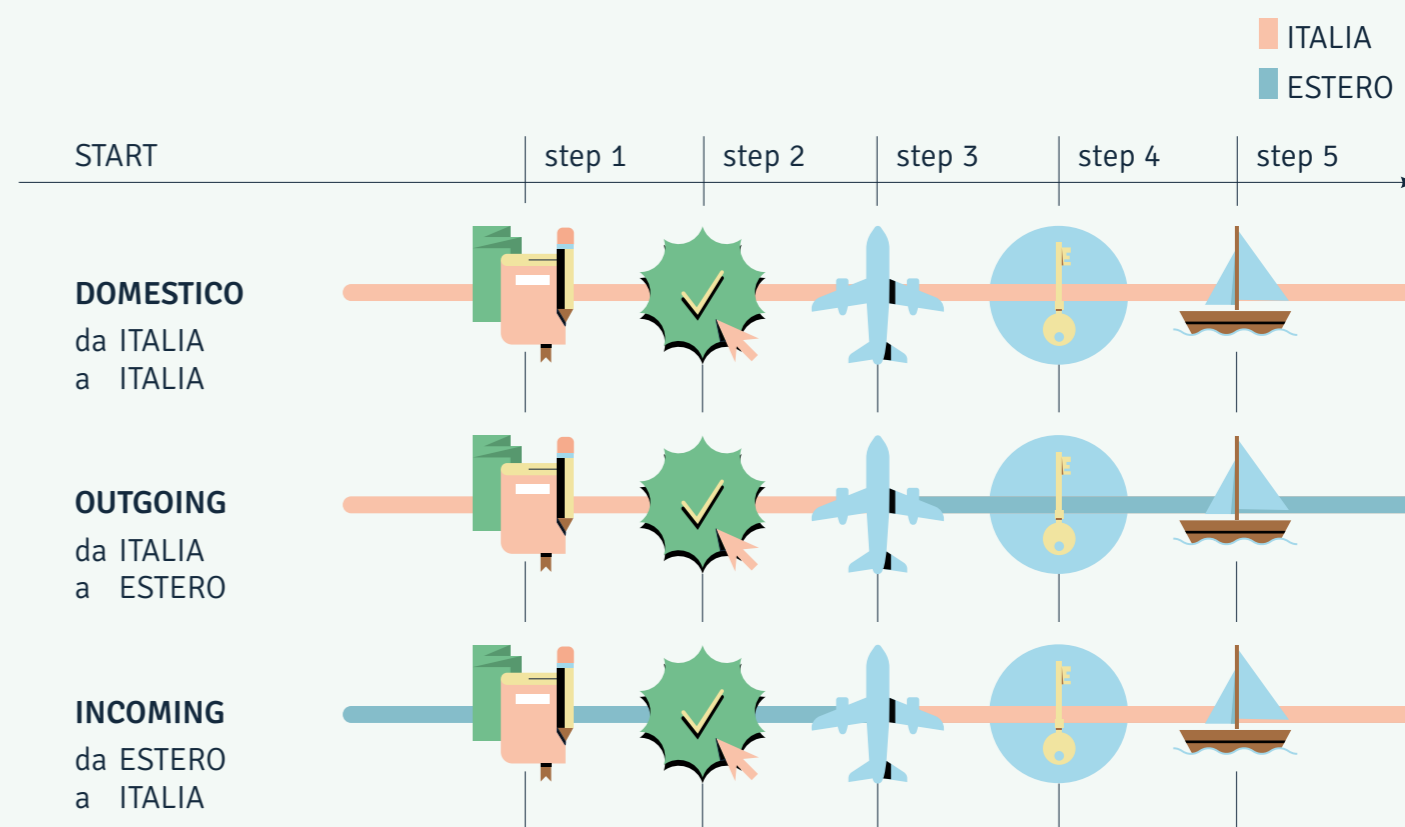 ITALIA
ESTERO
START step 1 step 2 step 3 step 4 step 5
DOMESTICO
da ITALIA
a ITALIA
OUTGOING
da ITALIA
a ESTERO
INCOMING
da ESTERO
a ITALIA